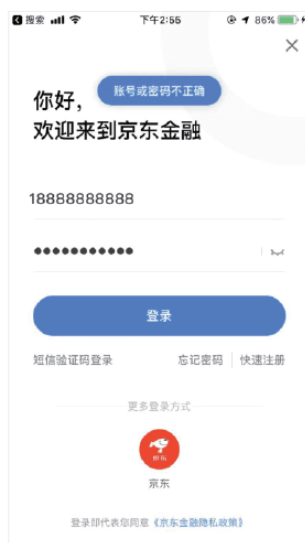 搜索
下午2:55
86%
账号或密码不正确
你好，
欢迎来到京东金融
18888888888
登录
短信验证码登录
忘记密码
快速注册
更多登录方式
京东
京东
登录即代表您同意《京东金融隐私政策》